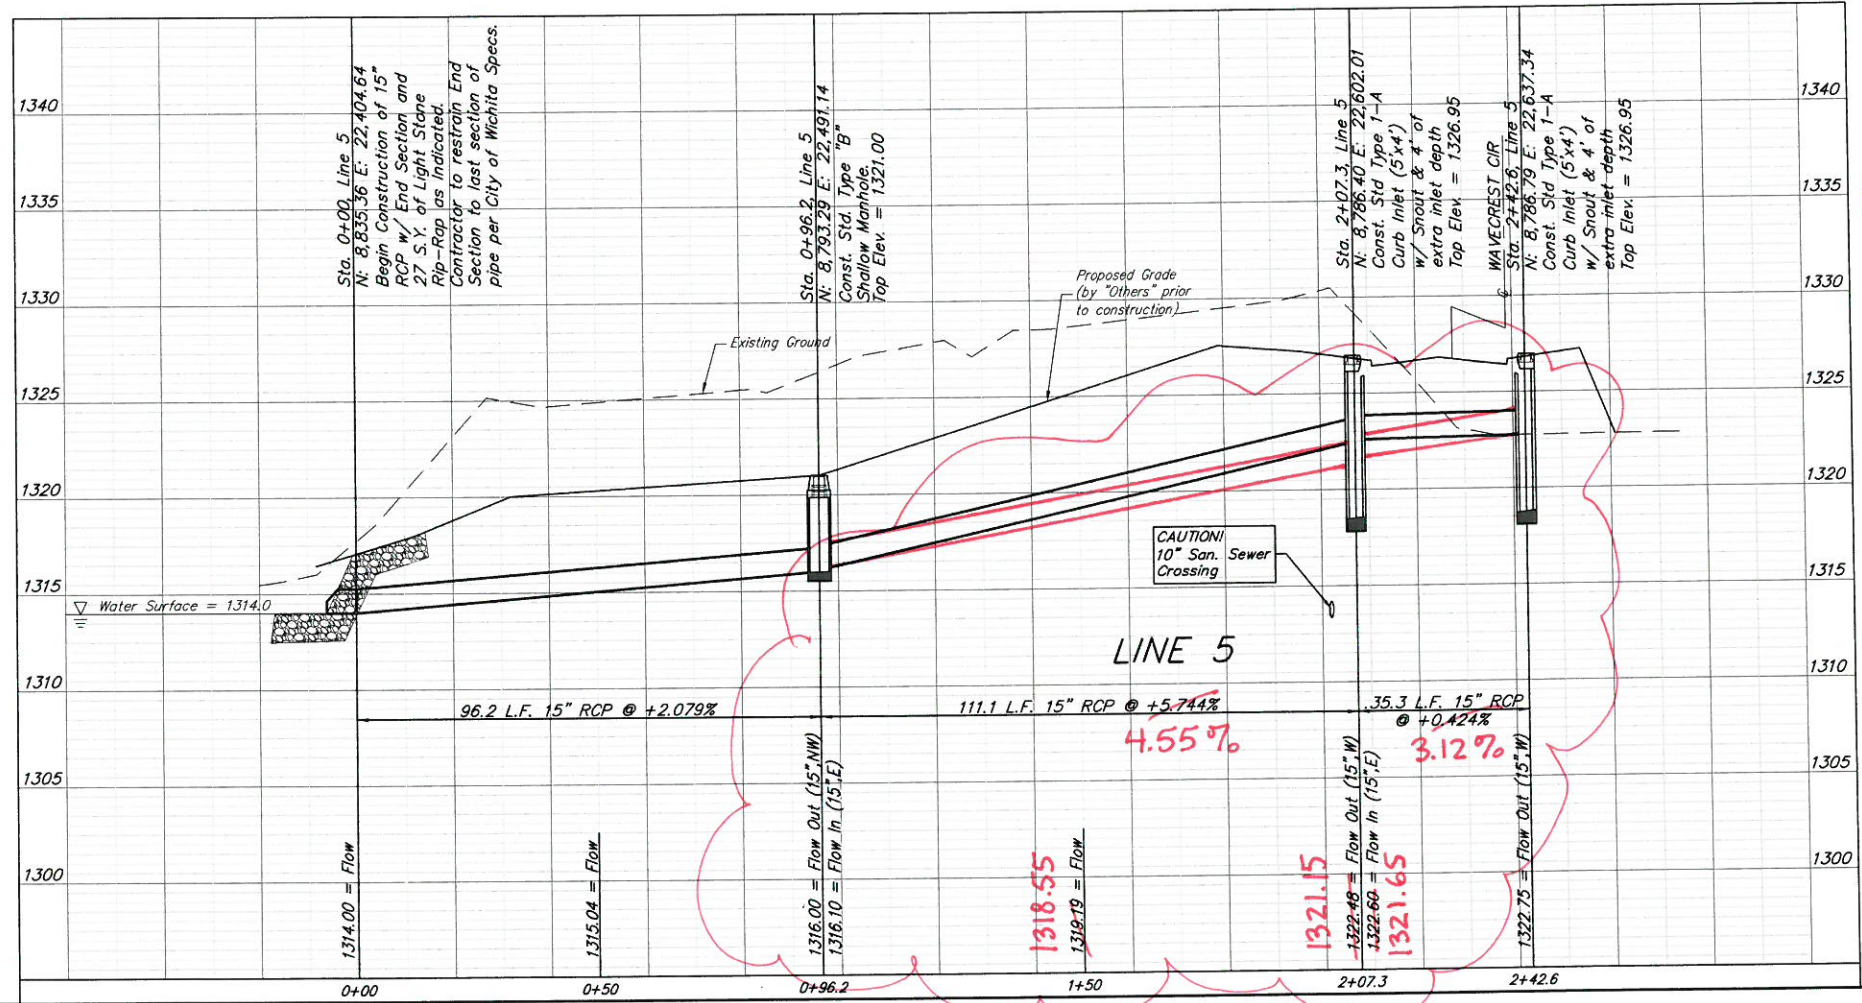 1340
1335
1330
1325
1320
1315
1310
1305
1300
Sta. 0+00, Line 5
N: 8,835.36 E: 22,404.64
Begin Construction of 15"
RCP w/ End Section and
27 S.Y. of Light Stone
Rip-Rap as Indicated.
Contractor to restrain End
Section to last section of
pipe per City of Wichita Specs.
Sta. 0+96.2, Line 5
N: 8,793.29 E: 22,491.14
Const. Std. Type "B"
Shallow Manhole.
Top Elev. = 1321.00
Sta. 2+07.3, Line 5
N: 8,786.40 E: 22,602.01
Const. Std Type 1-A
Curb Inlet (5'x4')
w/ Snout & 4' of
extra inlet depth
Top Elev. = 1326.95
WAVECREST CIR
Sta. 2+42.6, Line 5
N: 8,786.79 E: 22,637.34
Const. Std Type 1-A
Curb Inlet (5'x4')
w/ Snout & 4' of
extra inlet depth
Top Elev. = 1326.95
1340
1335
1330
1325
1320
1315
1310
1305
1300
Existing Ground
Proposed Grade
(by "Others" prior
to construction)
Water Surface = 1314.0
CAUTION!
10" San. Sewer
Crossing
LINE 5
96.2 L.F. 15" RCP @ +2.079%
111.1 L.F. 15" RCP @ +5.744%
4.55%
35.3 L.F. 15" RCP
@ +0.424%
3.12%
1314.00 = Flow
1315.04 = Flow
1316.00 = Flow Out (15",NW)
1316.10 = Flow In (15",E)
1318.55
1319.19 = Flow
1321.15
1322.48 = Flow Out (15",W)
1322.60 = Flow In (15",E)
1321.65
1322.75 = Flow Out (15",W)
0+00
0+50
0+96.2
1+50
2+07.3
2+42.6